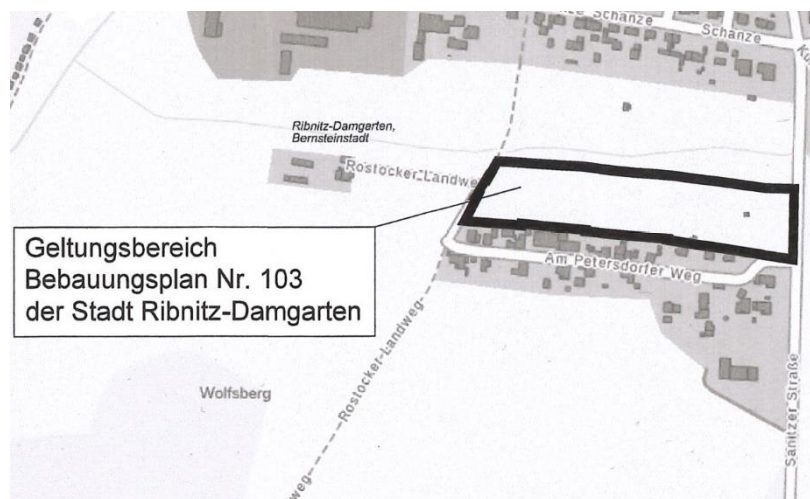 Schanze
Ribnitz-Damgarten,
Bernsteinstadt
Rostocker-Landweg
Geltungsbereich
Bebauungsplan Nr. 103
der Stadt Ribnitz-Damgarten
Am Petersdorfer Weg
Rostocker-Landweg
Wolfsberg
Sanitzer Straße
weg